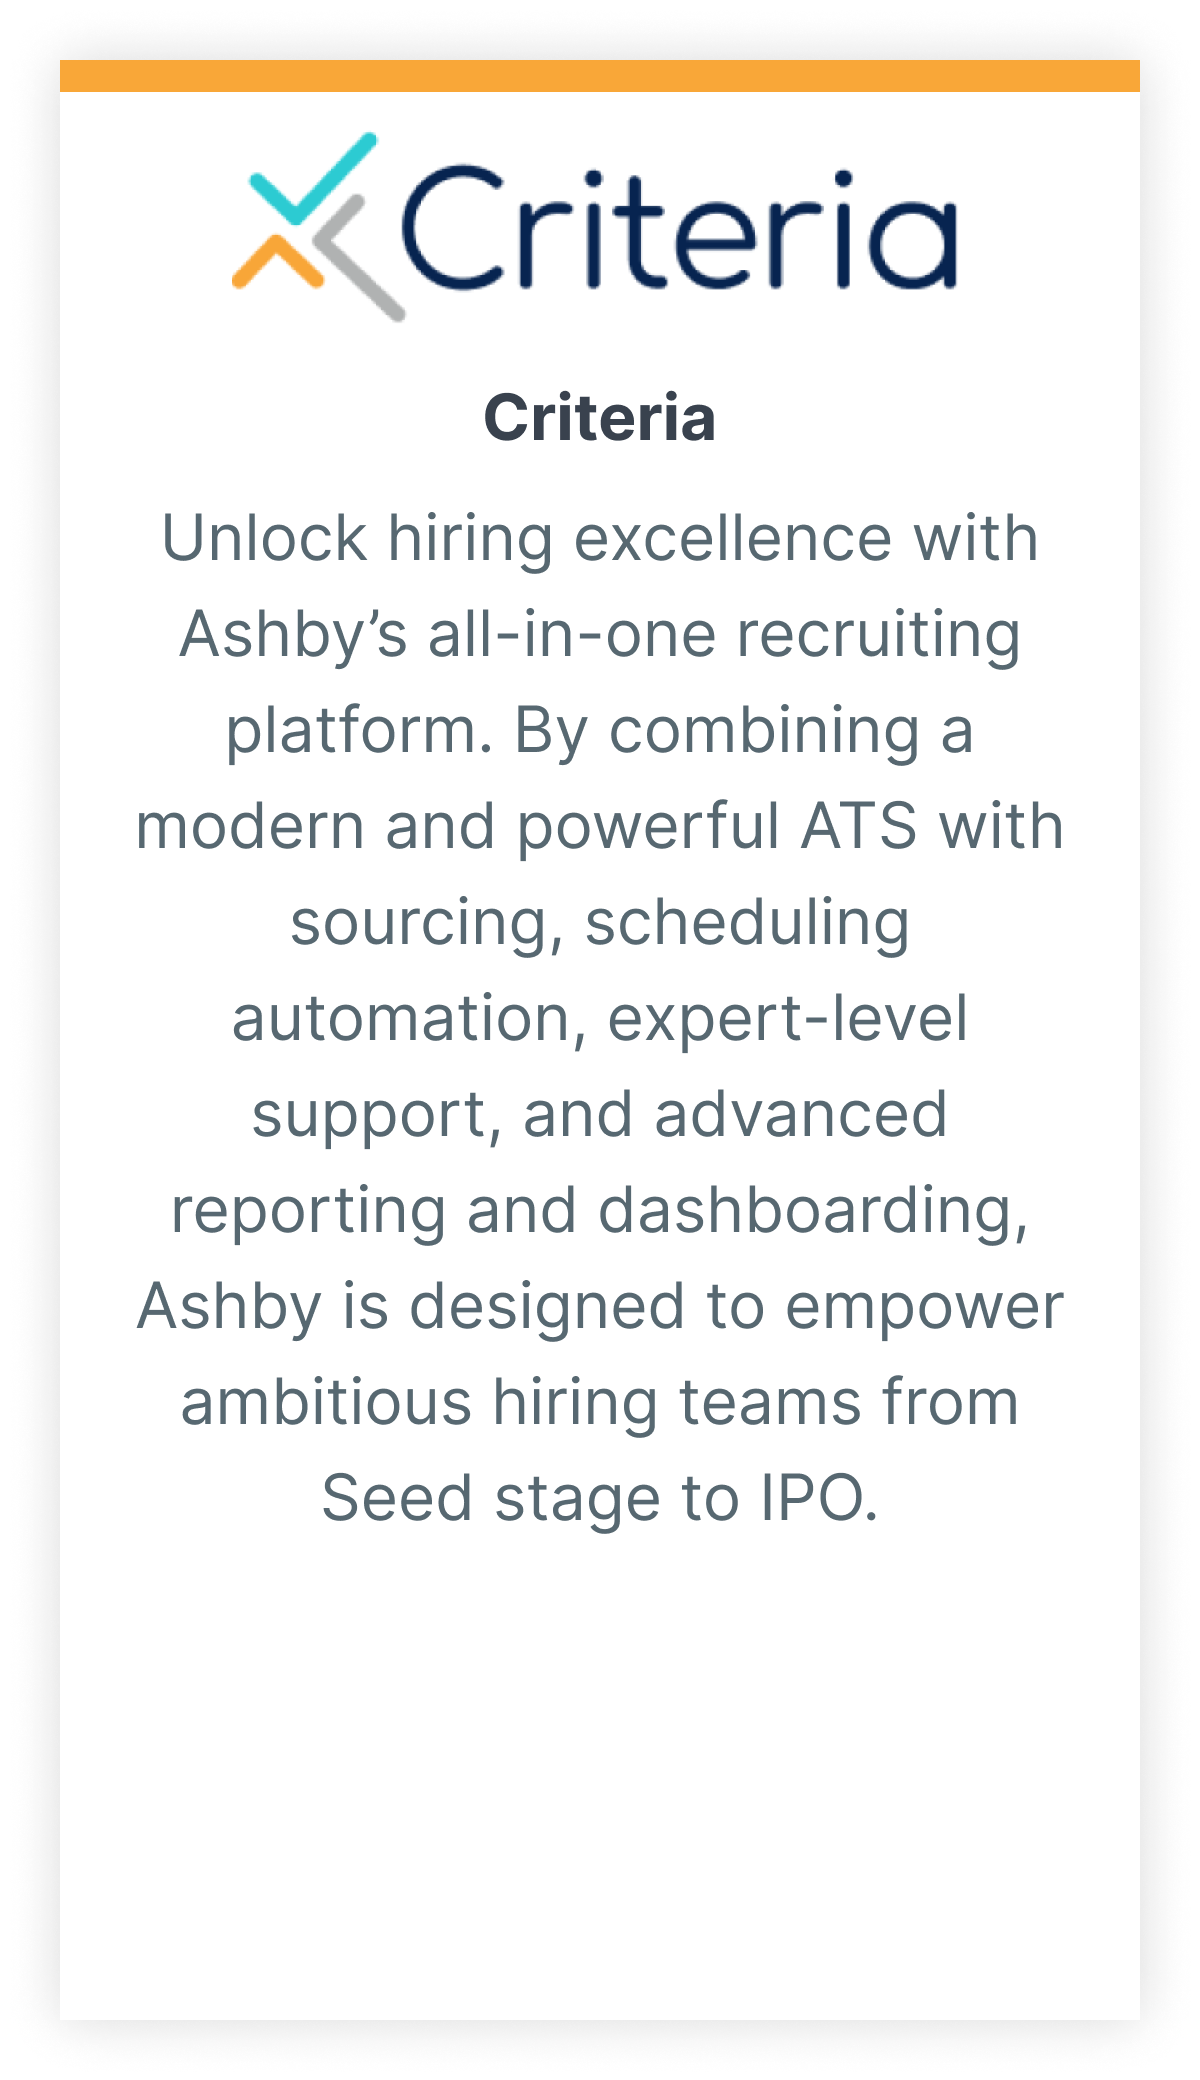 Criteria
Criteria
Unlock hiring excellence with
Ashby’s all-in-one recruiting
platform. By combining a
modern and powerful ATS with
sourcing, scheduling
automation, expert-level
support, and advanced
reporting and dashboarding,
Ashby is designed to empower
ambitious hiring teams from
Seed stage to IPO.